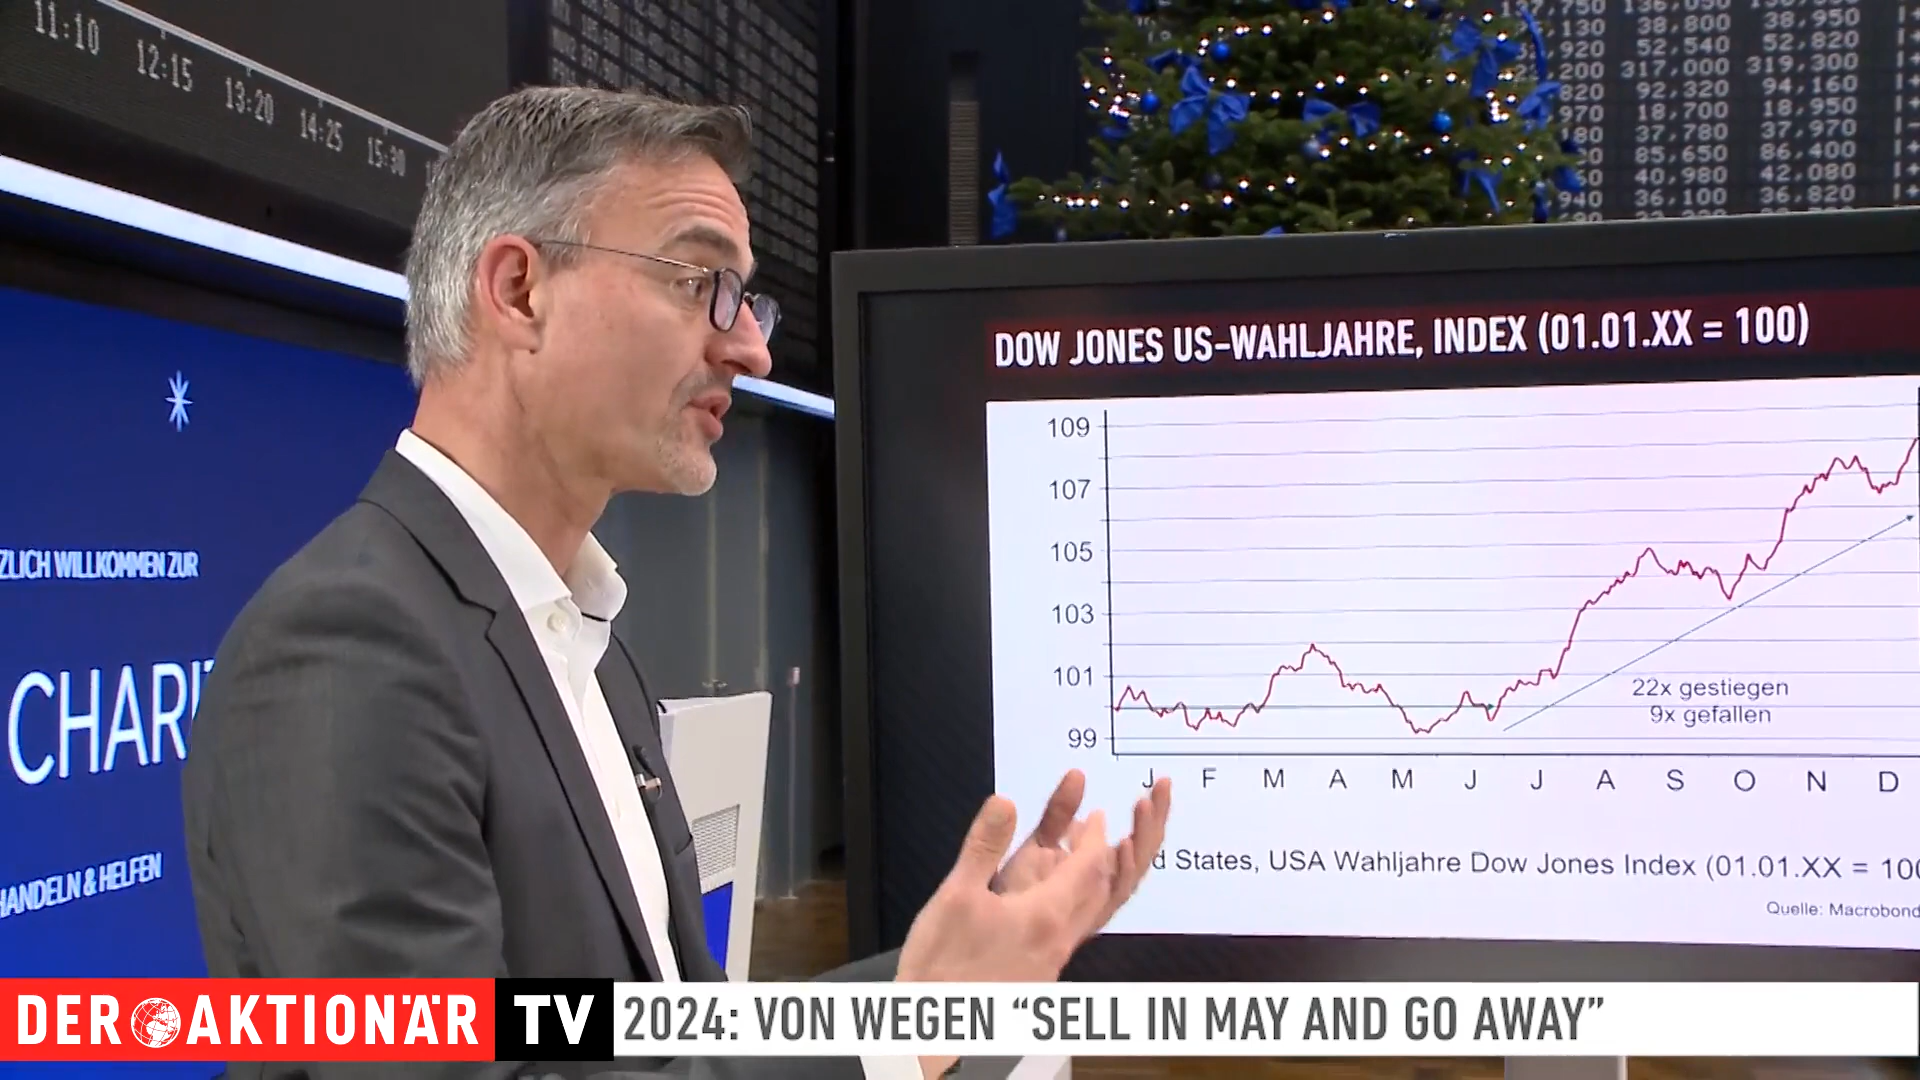 11:10
12:15
13:20
14:25
15:30
38,800 38,950
,920 52,540 52,820
,200 317,000 319,300
820 92,320 94,160
18,700 18,950
180 37,780 37,970
85,650 86,400
40,980 42,080
940 36,100 36,820
ZLICH WILLKOMMEN ZUR
CHARI
HANDELN & HELFEN
DOW JONES US-WAHLJAHRE, INDEX (01.01.XX = 100)
109
107
105
103
101
99
22x gestiegen
9x gefallen
J F M A M J J A S O N D
d States, USA Wahljahre Dow Jones Index (01.01.XX = 100
Quelle: Macrobond
DER AKTIONÄR TV
2024: VON WEGEN “SELL IN MAY AND GO AWAY”